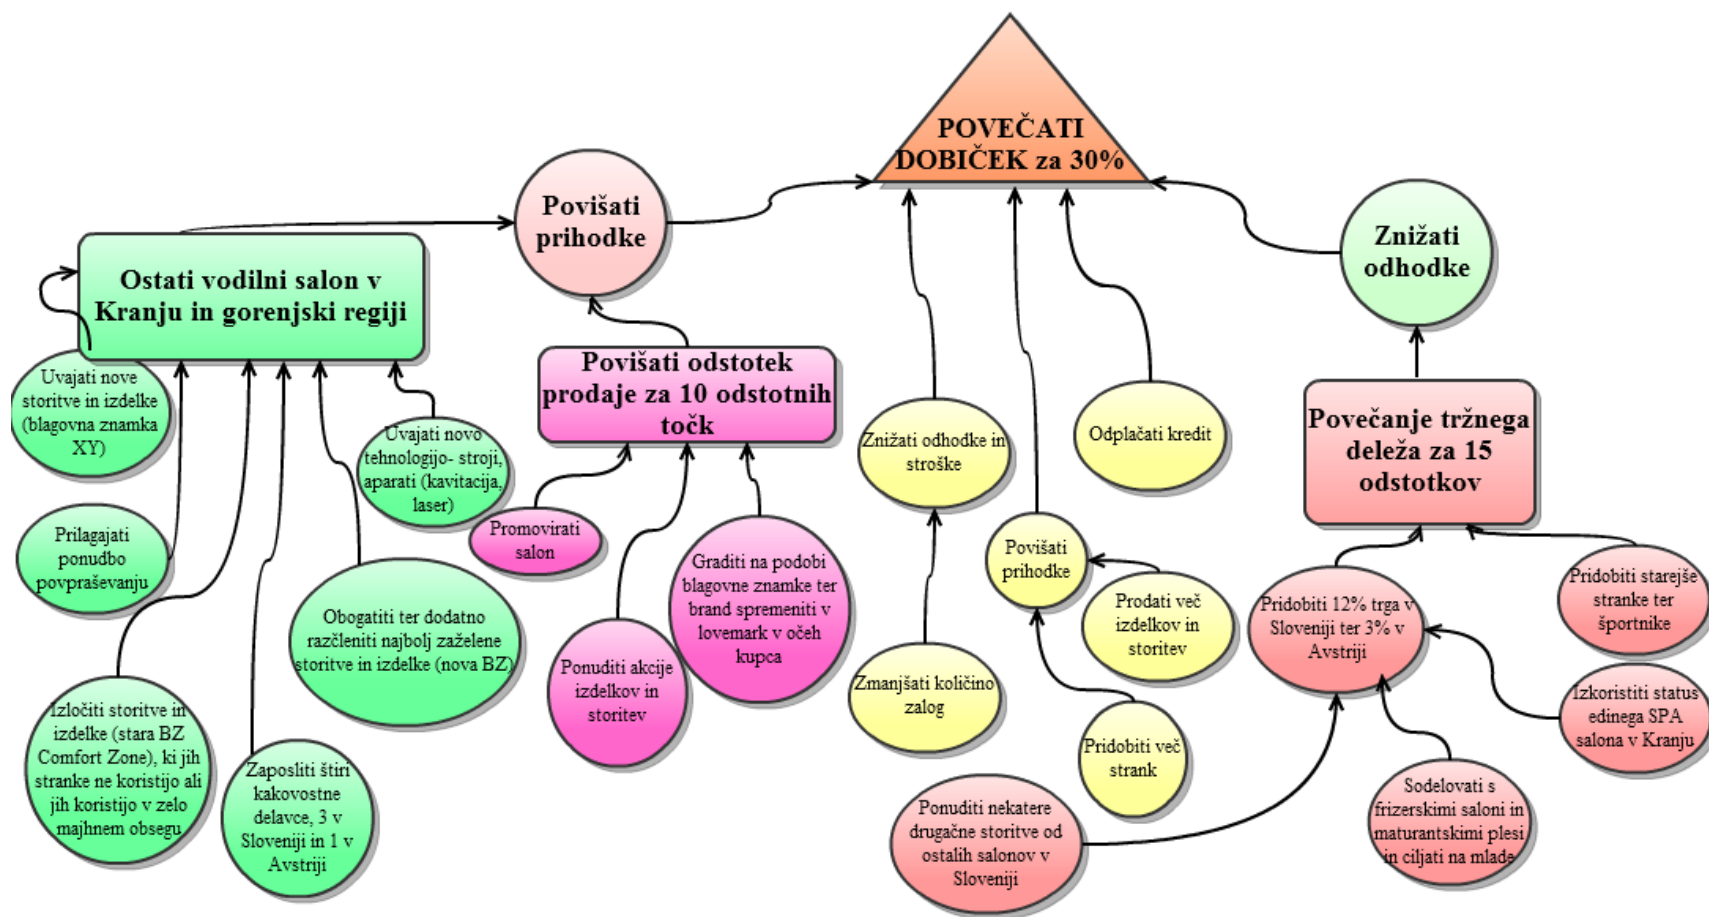 POVEČATI
DOBIČEK za 30%
Povišati
prihodke
Znižati
odhodke
Ostati vodilni salon v
Kranju in gorenjski regiji
Povišati odstotek
prodaje za 10 odstotnih
točk
Povečanje tržnega
deleža za 15
odstotkov
Uvajati nove
storitve in izdelke
(blagovna znamka
XY)
Uvajati novo
tehnologijo- stroji,
aparati (kavitacija,
laser)
Znižati odhodke in
stroške
Odplačati kredit
Prilagajati
ponudbo
povpraševanju
Promovirati
salon
Graditi na podobi
blagovne znamke ter
brand spremeniti v
lovemark v očeh
kupca
Povišati
prihodke
Prodati več
izdelkov in
storitev
Pridobiti 12% trga v
Sloveniji ter 3% v
Avstriji
Pridobiti starejše
stranke ter
športnike
Obogatiti ter dodatno
razčleniti najbolj zaželene
storitve in izdelke (nova BZ)
Ponuditi akcije
izdelkov in
storitev
Zmanjšati količino
zalog
Pridobiti več
strank
Izkoristiti status
edinega SPA
salona v Kranju
Izločiti storitve in
izdelke (stara BZ
Comfort Zone), ki jih
stranke ne koristijo ali
jih koristijo v zelo
majhnem obsegu
Zaposliti štiri
kakovostne
delavce, 3 v
Sloveniji in 1 v
Avstriji
Ponuditi nekatere
drugačne storitve od
ostalih salonov v
Sloveniji
Sodelovati s
frizerskimi saloni in
maturantskimi plesi
in ciljati na mlade